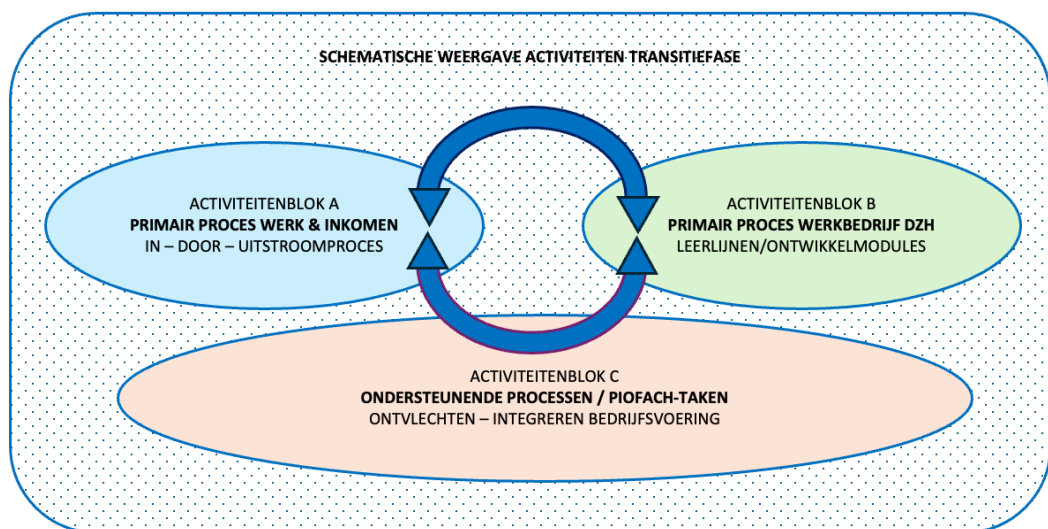 SCHEMATISCHE WEERGAVE ACTIVITEITEN TRANSITIEFASE
ACTIVITEITENBLOK A
PRIMAIR PROCES WERK & INKOMEN
IN – DOOR – UITSTROOMPROCES
ACTIVITEITENBLOK B
PRIMAIR PROCES WERKBEDRIJF DZH
LEERLIJNEN/ONTWIKKELMODULES
ACTIVITEITENBLOK C
ONDERSTEUNENDE PROCESSEN / PIOFACH-TAKEN
ONTVLECHTEN – INTEGREREN BEDRIJFSVOERING